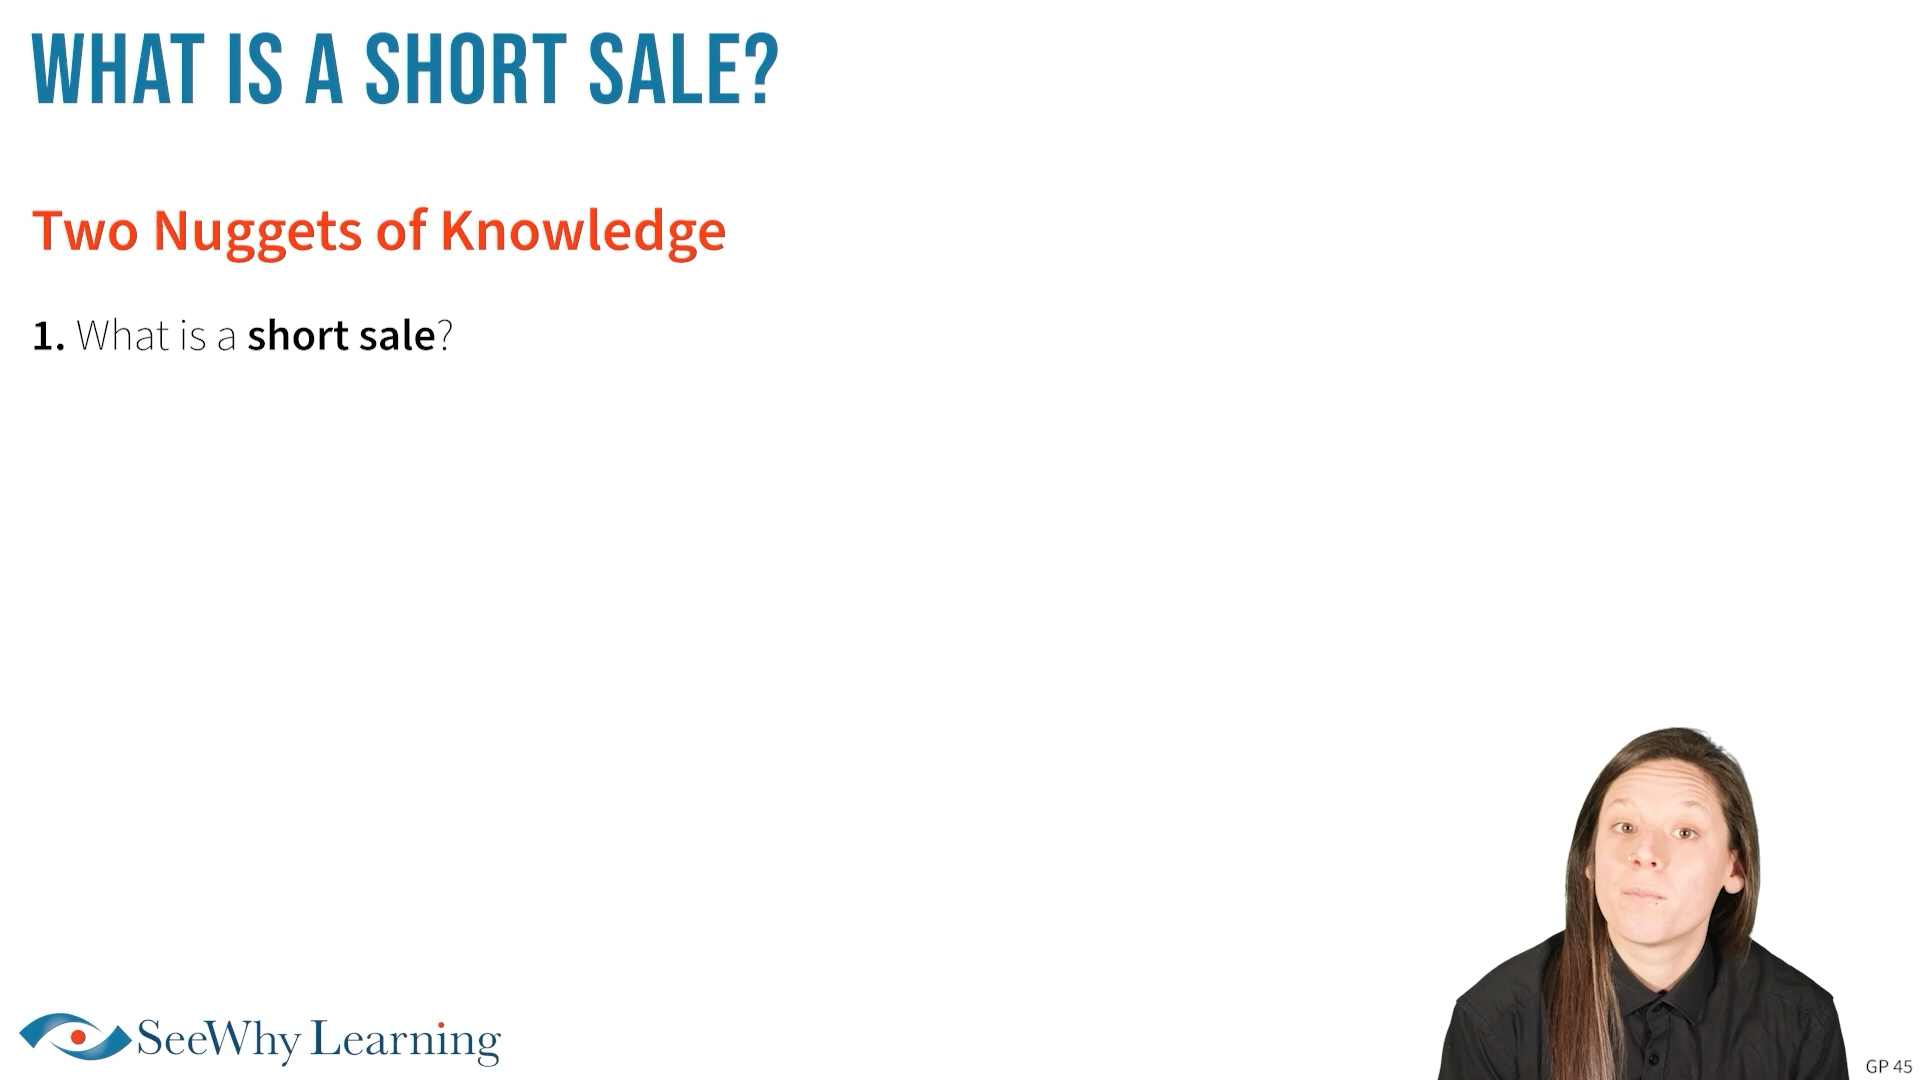 WHAT IS A SHORT SALE?
Two Nuggets of Knowledge
1. What is a short sale?
SeeWhy Learning
GP 45